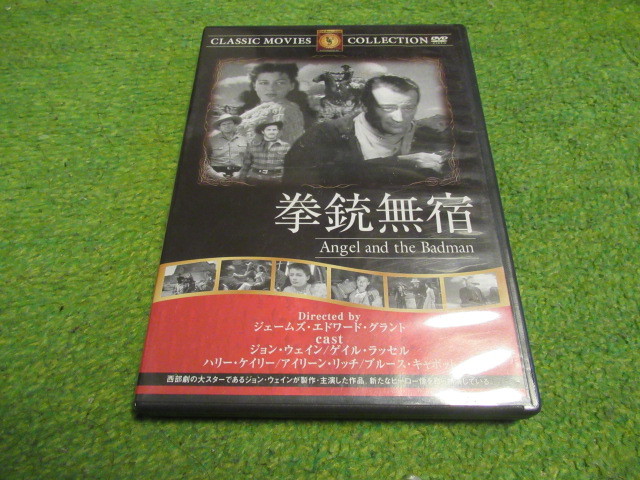 CLASSIC MOVIES COLLECTION DVD
拳銃無宿
Angel and the Badman
Directed by
ジェームズ・エドワード・グラント
cast
ジョン・ウェイン/ゲイル・ラッセル
ハリー・ケイリー/アイリーン・リッチ/ブルース・キャボット
西部劇の大スターであるジョン・ウェインが製作・主演した作品。新たなヒーロー像を